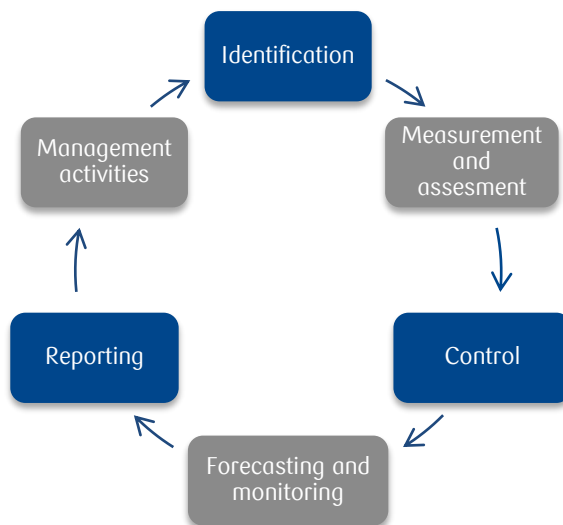 Identification
Measurement
and
assesment
Control
Forecasting and
monitoring
Reporting
Management
activities